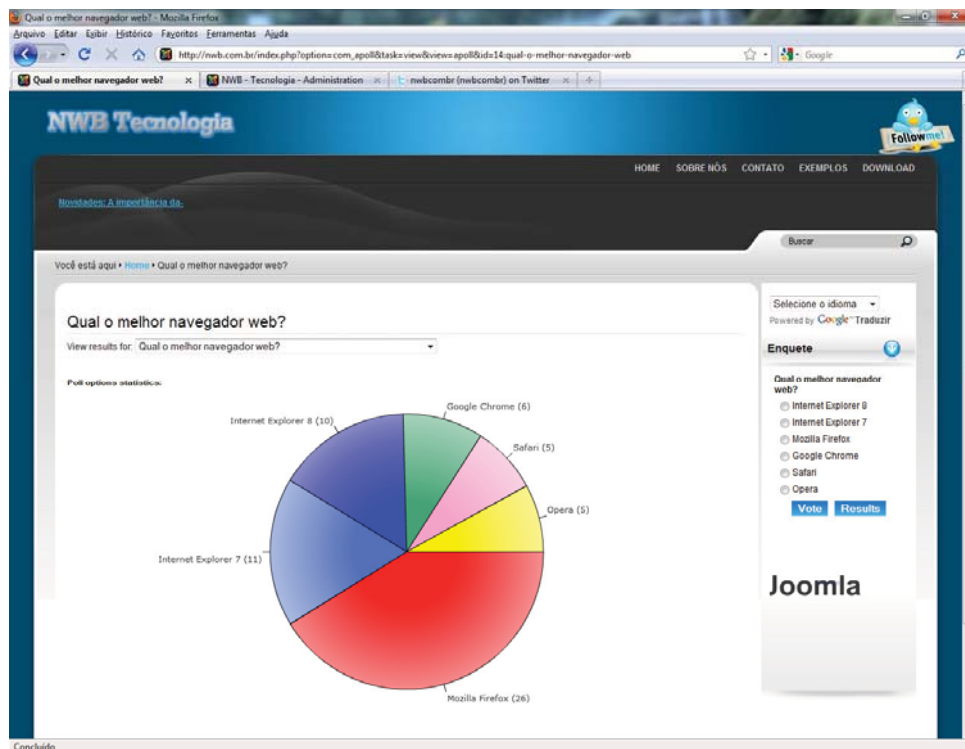 Qual o melhor navegador web? - Mozilla Firefox
Arquivo Editar Exibir Histórico Favoritos Ferramentas Ajuda
http://nwb.com.br/index.php?option=com_apoll&task=view&view=apoll&id=14:qual-o-melhor-navegador-web
Google
Qual o melhor navegador web?
NWB - Tecnologia - Administration
nwbcombr (nwbcombr) on Twitter
NWB Tecnologia
Follow me!
HOME SOBRE NÓS CONTATO EXEMPLOS DOWNLOAD
Novidades: A importância da-
Buscar
Você está aqui Home Qual o melhor navegador web?
Qual o melhor navegador web?
View results for: Qual o melhor navegador web?
Poll options statistics:
Google Chrome (6)
Internet Explorer 8 (10)
Safari (5)
Opera (5)
Internet Explorer 7 (11)
Mozilla Firefox (26)
Selecione o idioma
Powered by Google Traduzir
Enquete
Qual o melhor navegador
web?
Internet Explorer 8
Internet Explorer 7
Mozilla Firefox
Google Chrome
Safari
Opera
Vote Results
Joomla
Concluído